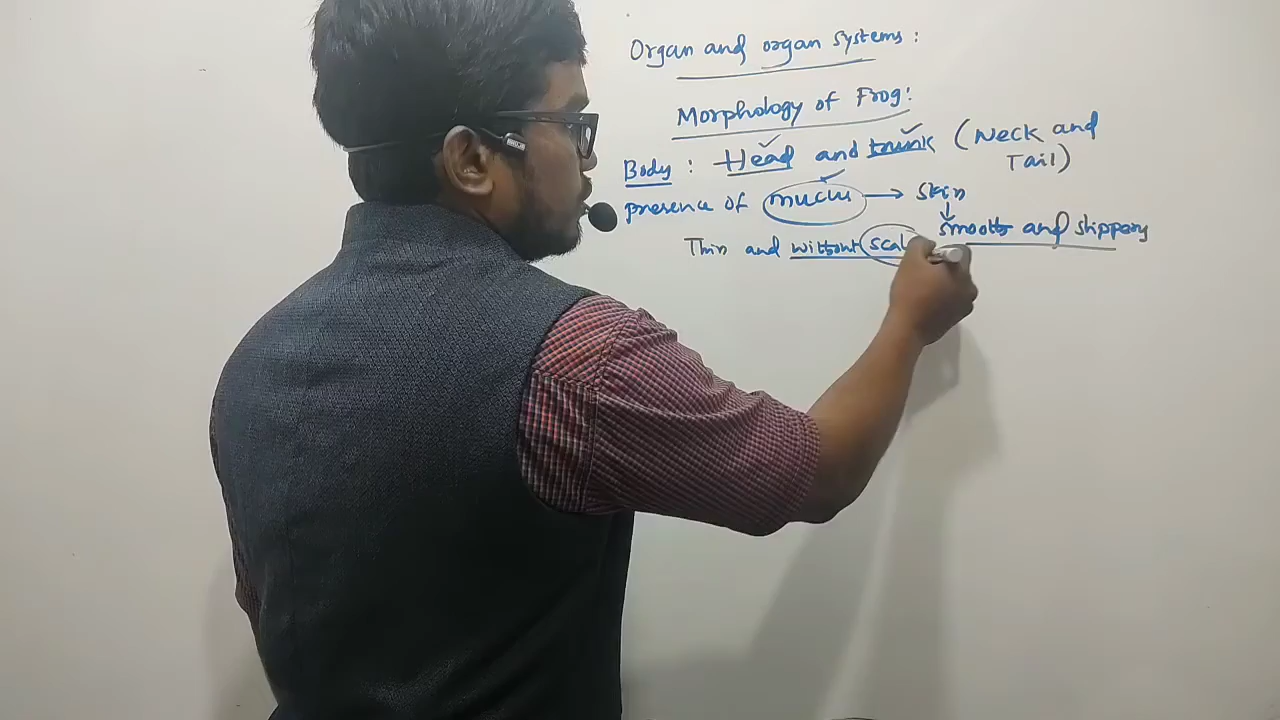 Organ and organ systems :
Morphology of Frog :
Body : Head and trunk (Neck and Tail)
presence of mucus → skin
↓
smooth and slippery
Thin and without scal